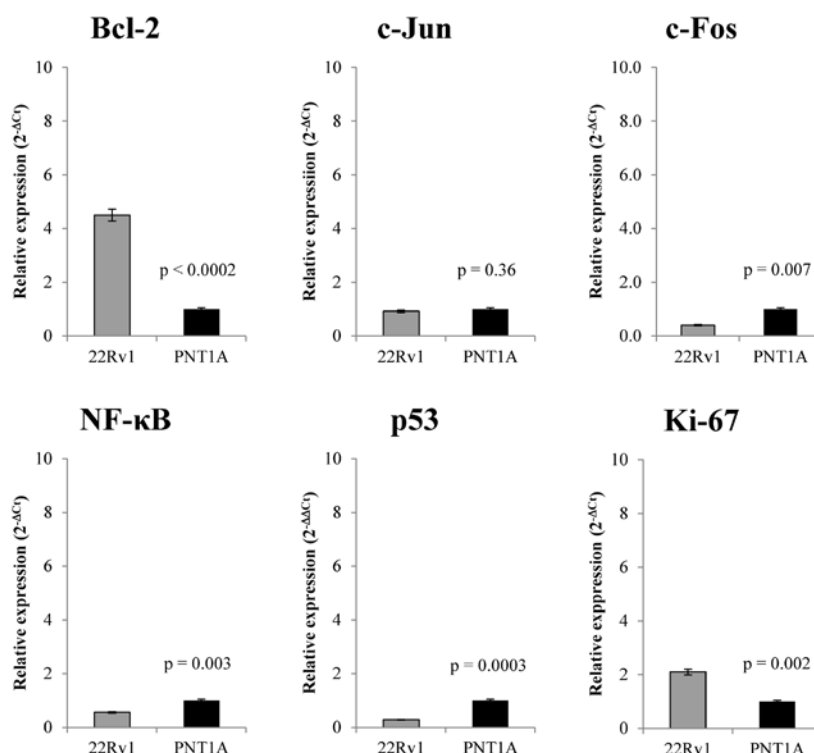 Bcl-2
Relative expression (2^-ΔCt)
10
8
6
4
2
0
p < 0.0002
22Rv1 PNT1A
c-Jun
Relative expressiion (2^-ΔCt)
10
8
6
4
2
0
p = 0.36
22Rv1 PNT1A
c-Fos
Relative expression (2^-ΔCt)
10
8.0
6.0
4.0
2.0
0.0
p = 0.007
22Rv1 PNT1A
NF-κB
Relative expression (2^-ΔCt)
10
8
6
4
2
0
p = 0.003
22Rv1 PNT1A
p53
Relative expression (2^-ΔΔCt)
10
8
6
4
2
0
p = 0.0003
22Rv1 PNT1A
Ki-67
Relative exppression (2^-ΔCt)
10
8
6
4
2
0
p = 0.002
22Rv1 PNT1A